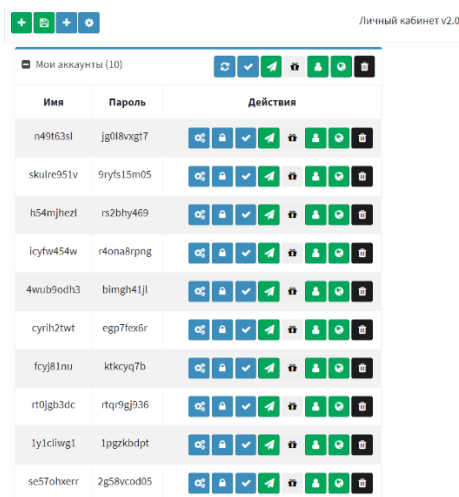 Личный кабинет v2.0
Мои аккаунты (10)
Имя Пароль Действия
n49t63sl jg0l8vxgt7
skulre951v 9ryfs15m05
h54mjhezl rs2bhy469
icyfw454w r4ona8rpng
4wub9odh3 bimgh41jl
cyrih2twt egp7fex6r
fcyj81nu ktkcyq7b
rt0jgb3dc rtqr9gj936
1y1cliwg1 1pgzkbdpt
se57ohxerr 2g58vcod05